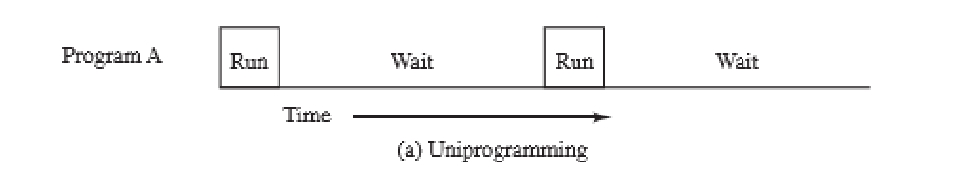 Program A
Run Wait Run Wait
Time
(a) Uniprogramming